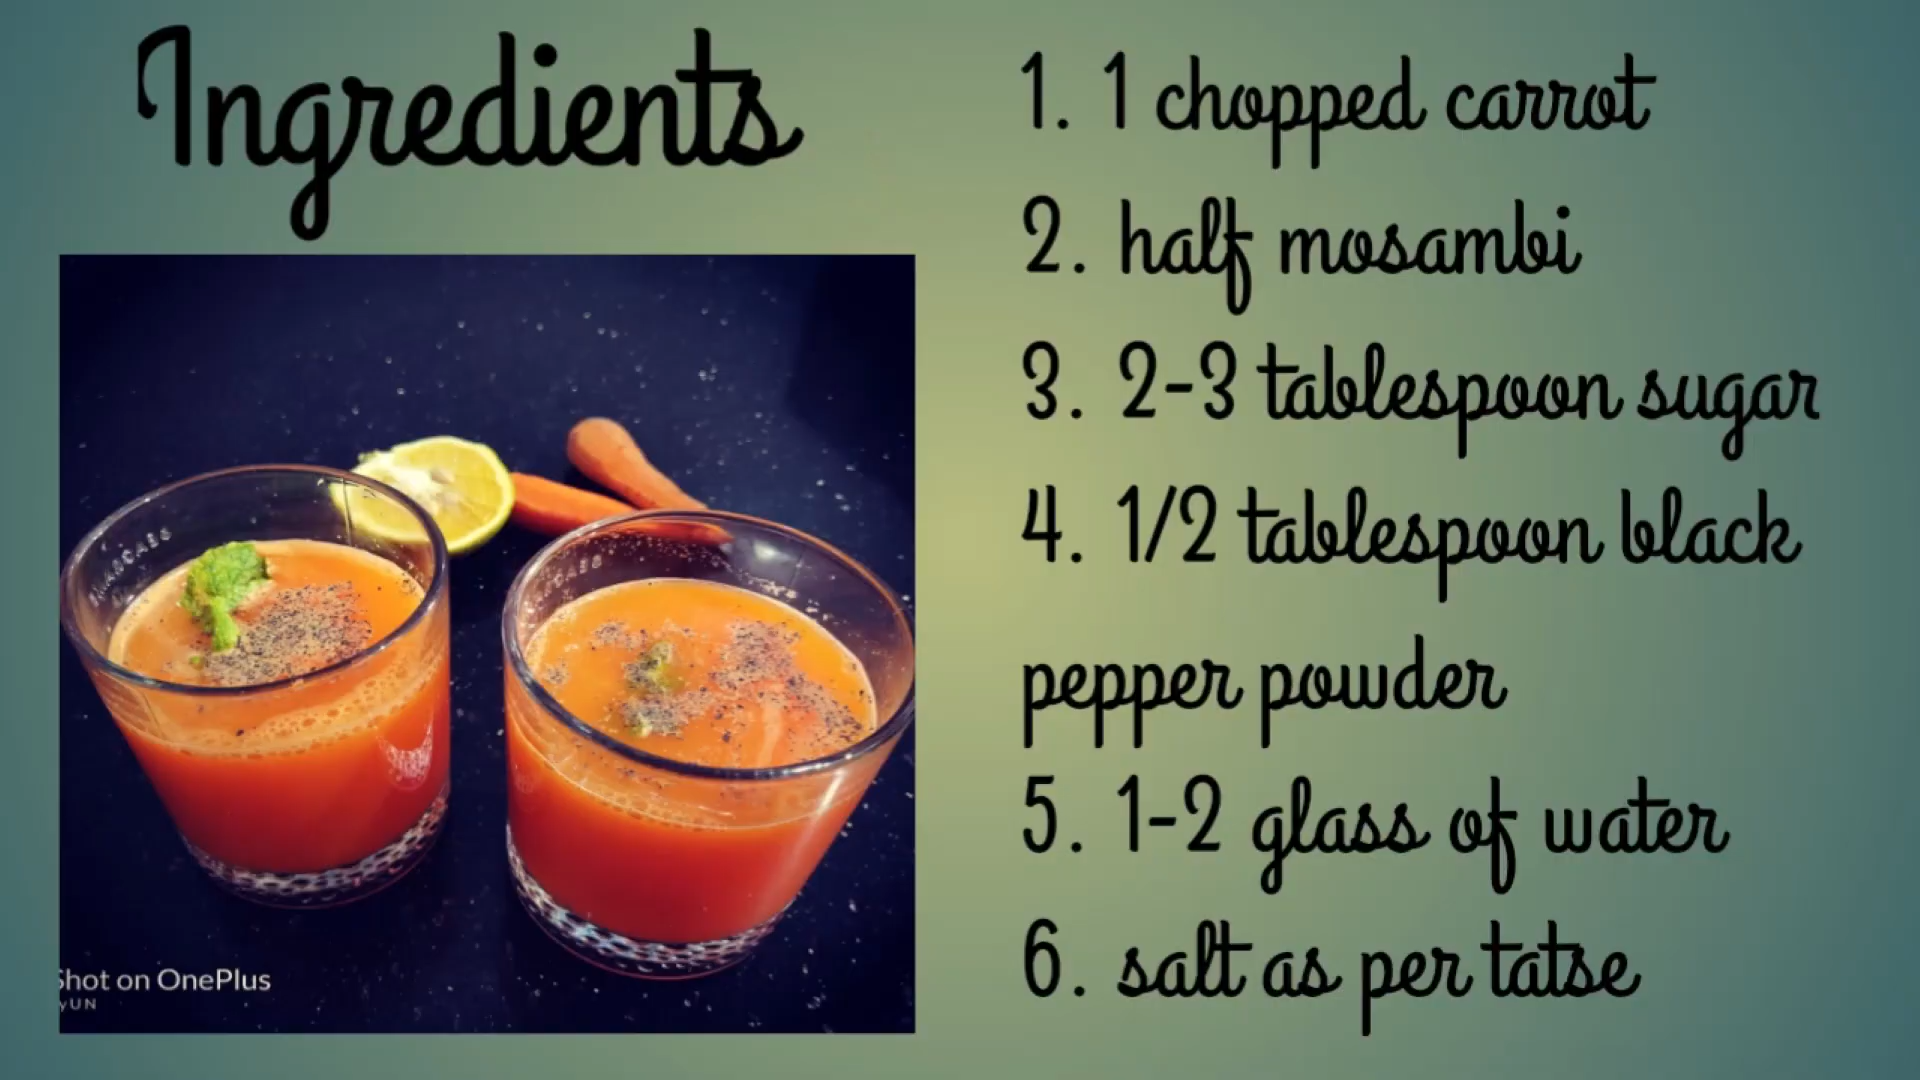 Ingredients
1. 1 chopped carrot
2. half mosambi
3. 2-3 tablespoon sugar
4. 1/2 tablespoon black
pepper powder
5. 1-2 glass of water
6. salt as per tatse
Shot on OnePlus